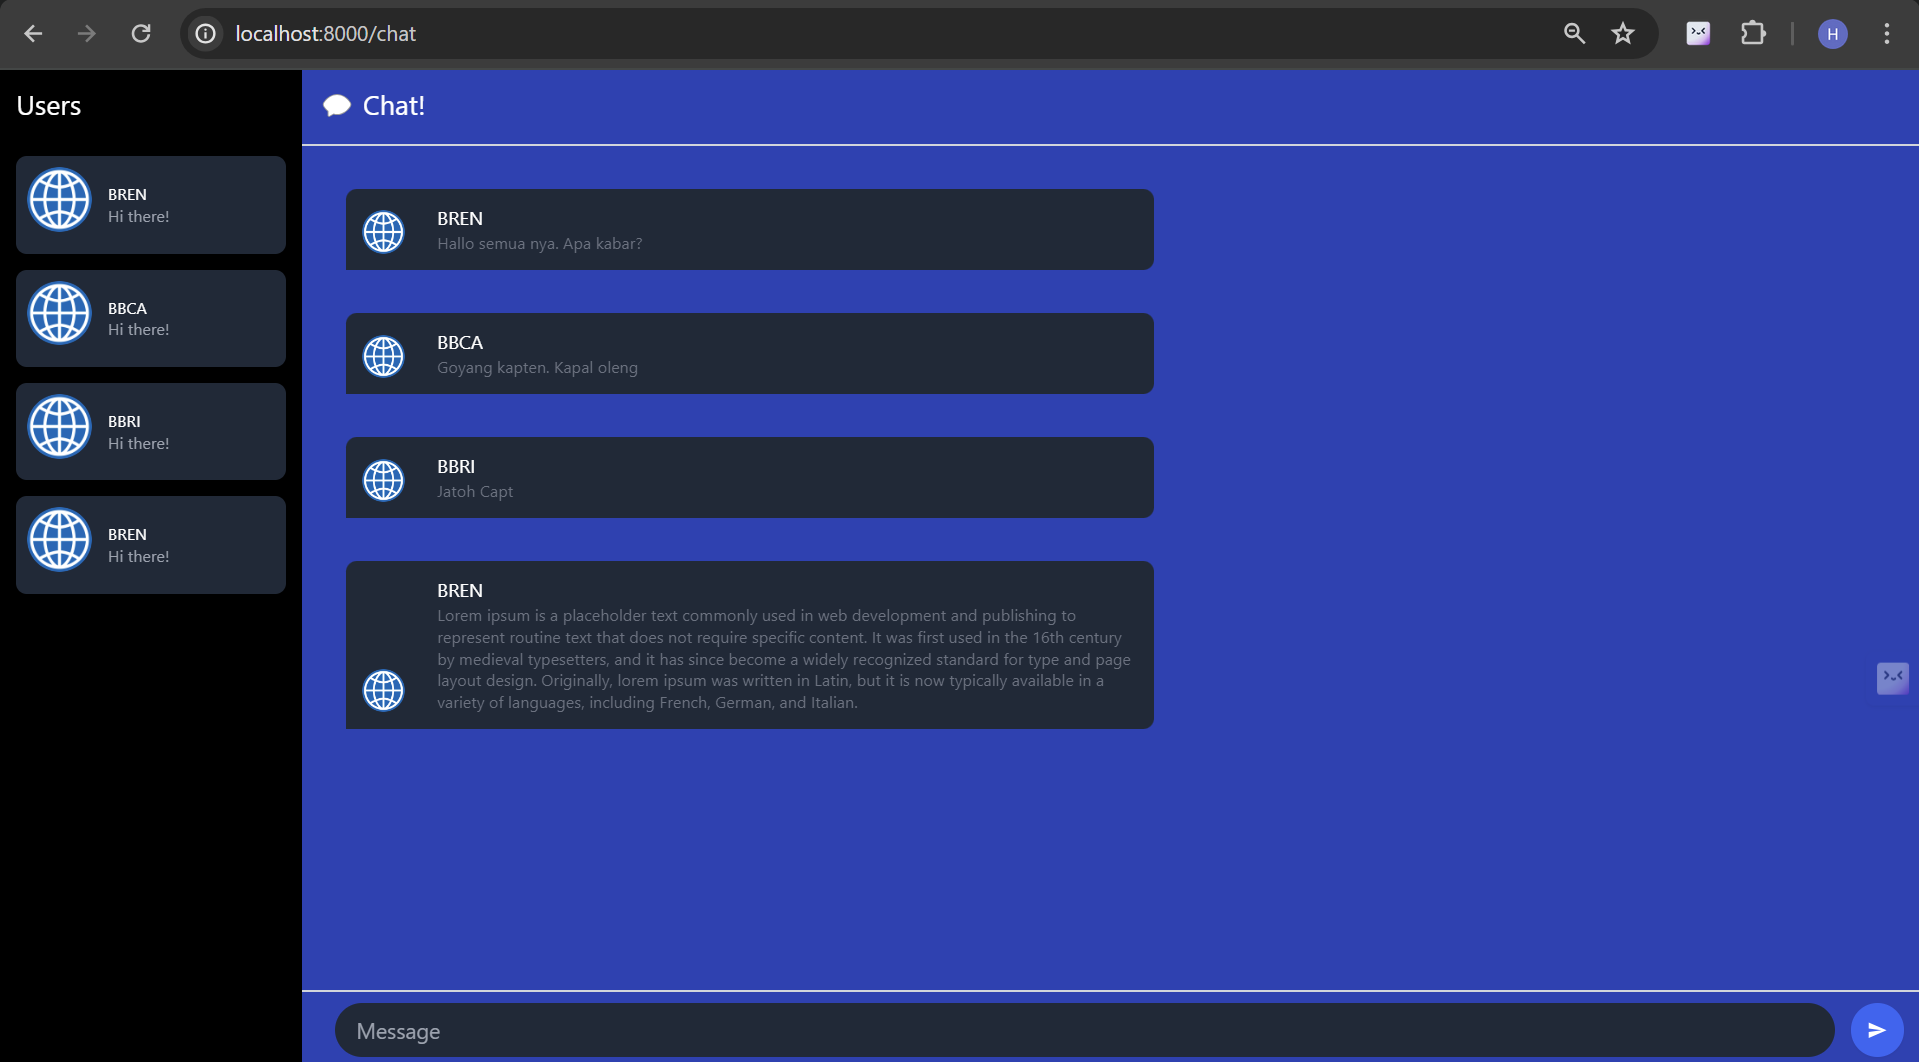 localhost:8000/chat
H
Users
BREN
Hi there!
BBCA
Hi there!
BBRI
Hi there!
BREN
Hi there!
Chat!
BREN
Hallo semua nya. Apa kabar?
BBCA
Goyang kapten. Kapal oleng
BBRI
Jatoh Capt
BREN
Lorem ipsum is a placeholder text commonly used in web development and publishing to
represent routine text that does not require specific content. It was first used in the 16th century
by medieval typesetters, and it has since become a widely recognized standard for type and page
layout design. Originally, lorem ipsum was written in Latin, but it is now typically available in a
variety of languages, including French, German, and Italian.
Message